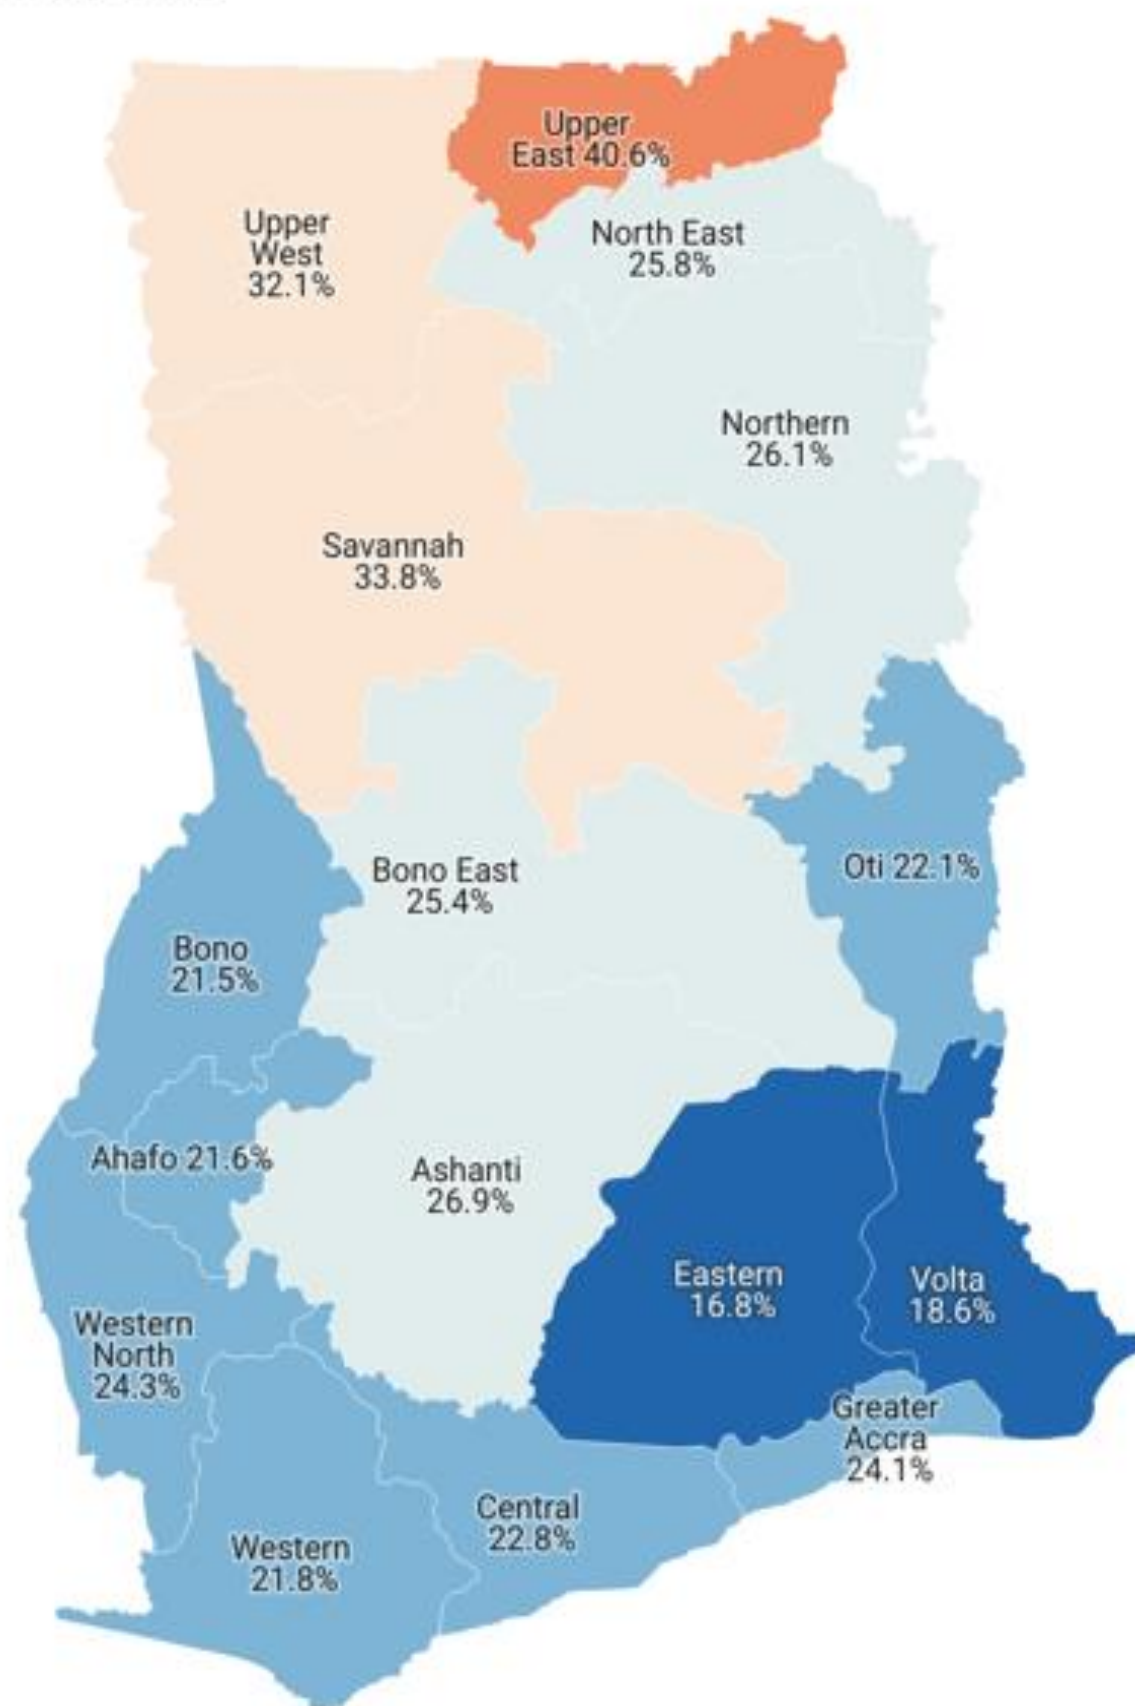 Upper
East 40.6%
Upper
West
32.1%
North East
25.8%
Northern
26.1%
Savannah
33.8%
Bono East
25.4%
Oti 22.1%
Bono
21.5%
Ahafo 21.6%
Ashanti
26.9%
Eastern
16.8%
Volta
18.6%
Western
North
24.3%
Greater
Accra
24.1%
Central
22.8%
Western
21.8%